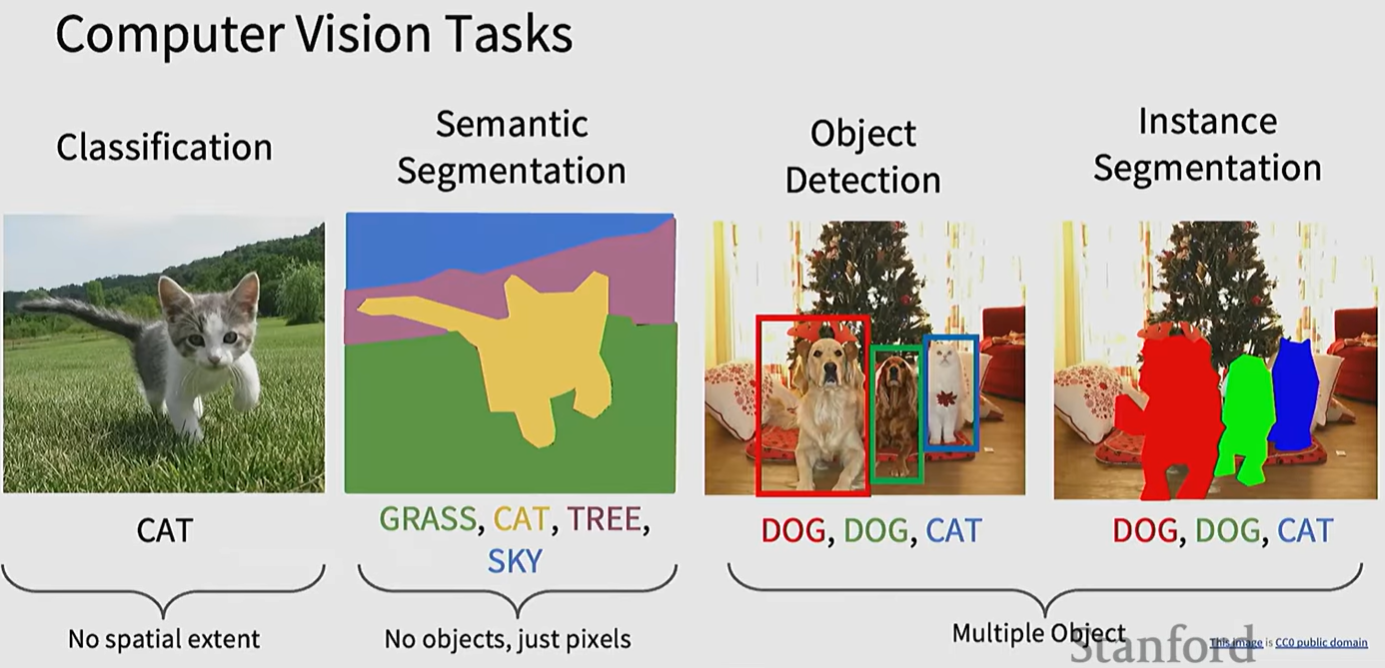 Computer Vision Tasks
Classification
Semantic
Segmentation
Object
Detection
Instance
Segmentation
CAT
GRASS, CAT, TREE,
SKY
DOG, DOG, CAT
DOG, DOG, CAT
No spatial extent
No objects, just pixels
Multiple Object
Stanford
This image is CC0 public domain